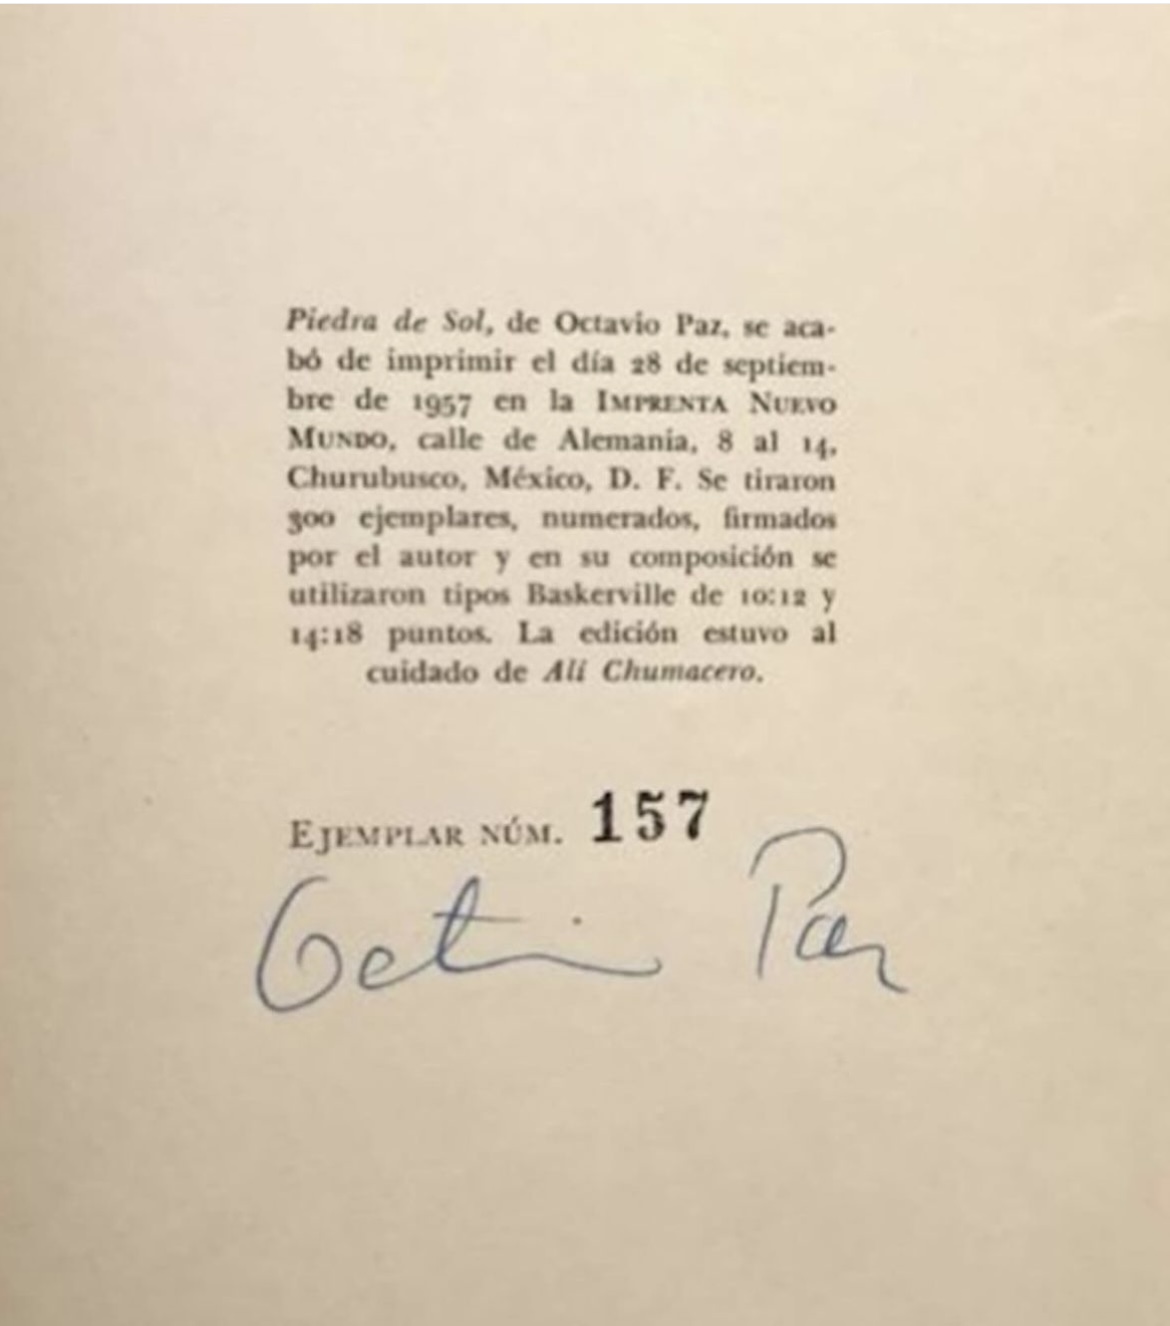 Piedra de Sol, de Octavio Paz, se aca-
bó de imprimir el día 28 de septiem-
bre de 1957 en la IMPRENTA NUEVO
MUNDO, calle de Alemania, 8 al 14,
Churubusco, México, D. F. Se tiraron
300 ejemplares, numerados, firmados
por el autor y en su composición se
utilizaron tipos Baskerville de 10:12 y
14:18 puntos. La edición estuvo al
cuidado de Alí Chumacero.
EJEMPLAR NÚM. 157
Octavio Paz